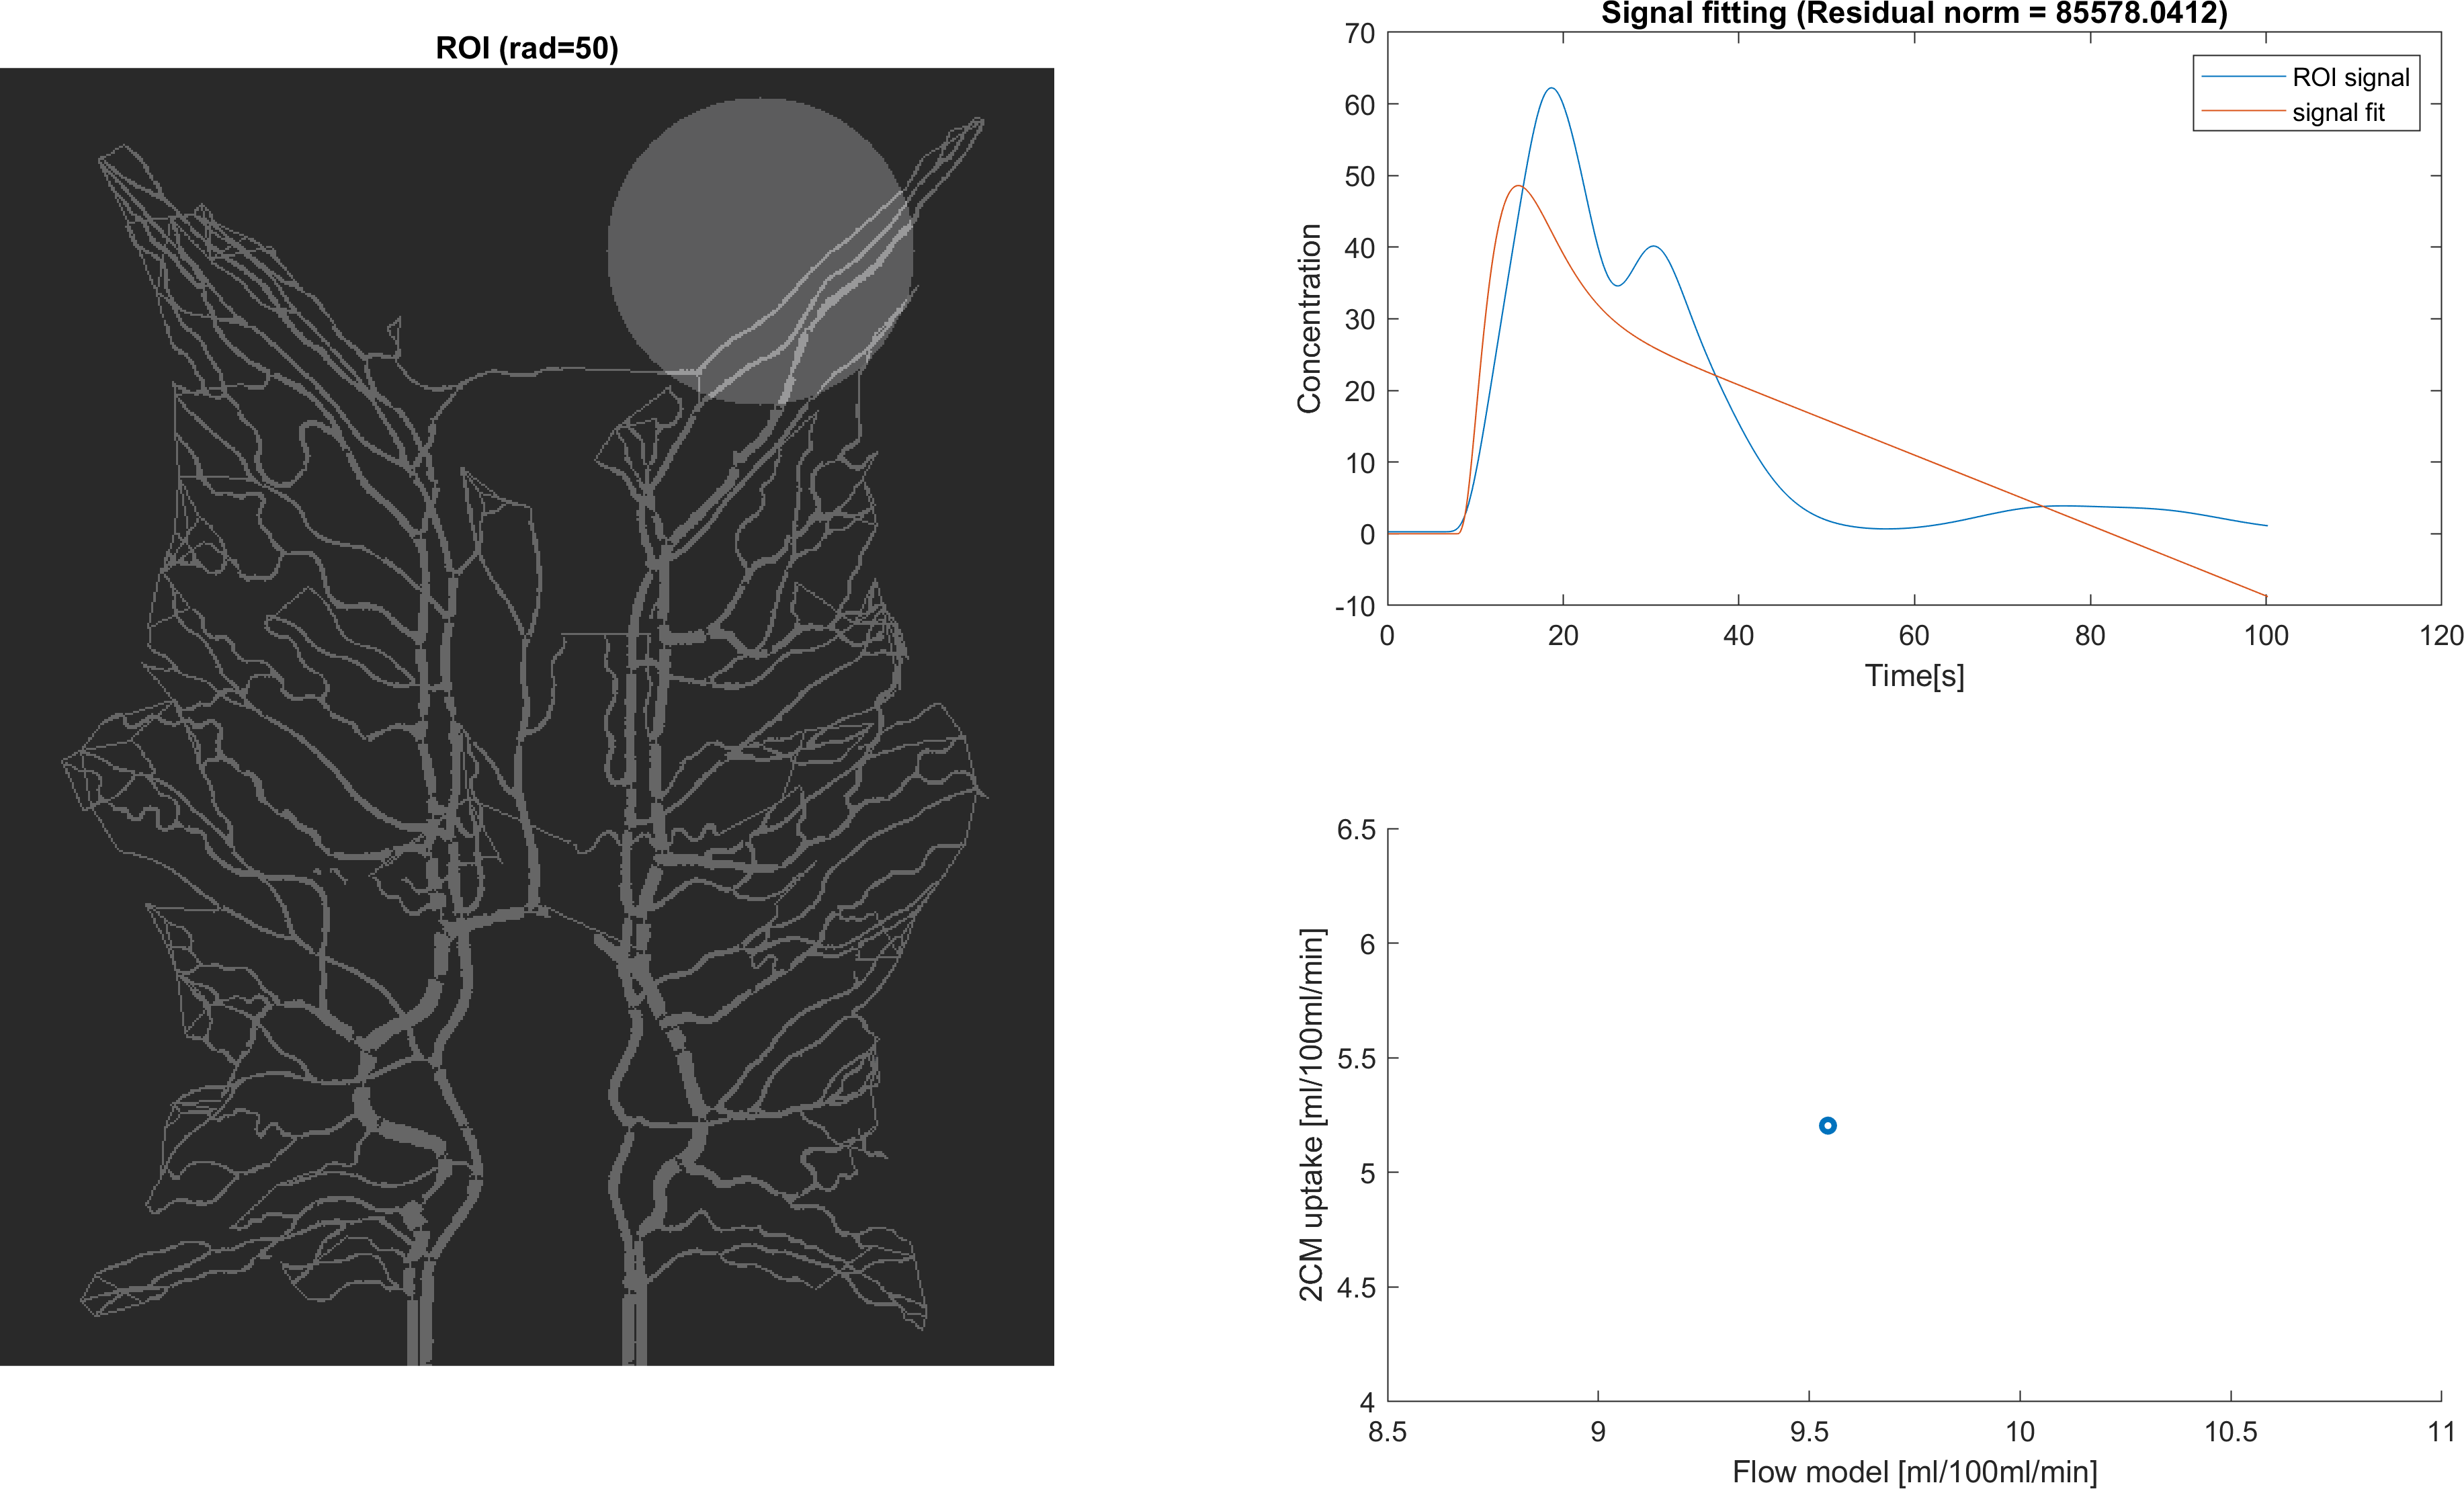 ROI (rad=50)
Signal fitting (Residual norm = 85578.0412)
70
60
50
40
30
20
10
0
-10
Concentration
ROI signal
signal fit
0 20 40 60 80 100 120
Time[s]
6.5
6
5.5
5
4.5
4
2CM uptake [ml/100ml/min]
8.5 9 9.5 10 10.5 11
Flow model [ml/100ml/min]